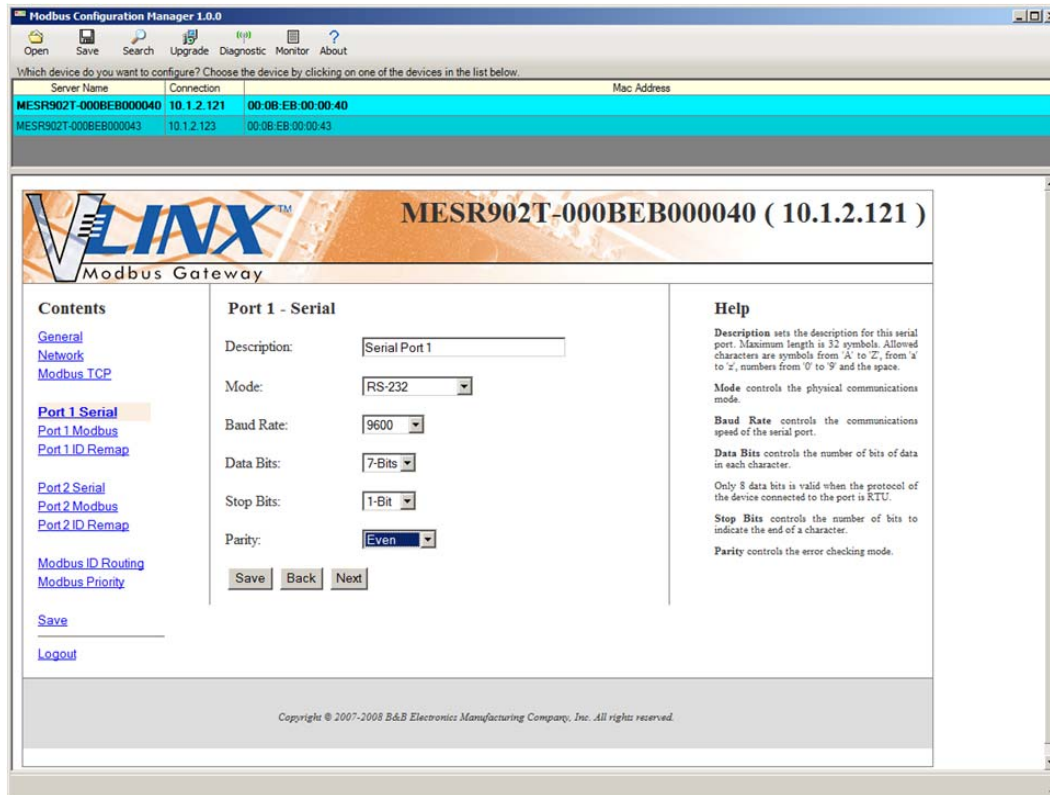 Modbus Configuration Manager 1.0.0
Open Save Search Upgrade Diagnostic Monitor About
Which device do you want to configure? Choose the device by clicking on one of the devices in the list below.
Server Name Connection Mac Address
MESR902T-000BEB000040 10.1.2.121 00:0B:EB:00:00:40
MESR902T-000BEB000043 10.1.2.123 00:0B:EB:00:00:43
VLINX TM
Modbus Gateway
MESR902T-000BEB000040 ( 10.1.2.121 )
Contents
General
Network
Modbus TCP
Port 1 Serial
Port 1 Modbus
Port 1 ID Remap
Port 2 Serial
Port 2 Modbus
Port 2 ID Remap
Modbus ID Routing
Modbus Priority
Save
Logout
Port 1 - Serial
Description: Serial Port 1
Mode: RS-232
Baud Rate: 9600
Data Bits: 7-Bits
Stop Bits: 1-Bit
Parity: Even
Save Back Next
Help
Description sets the description for this serial
port. Maximum length is 32 symbols. Allowed
characters are symbols from 'A' to 'Z', from 'a'
to 'z', numbers from '0' to '9' and the space.
Mode controls the physical communications
mode.
Baud Rate controls the communications
speed of the serial port.
Data Bits controls the number of bits of data
in each character.
Only 8 data bits is valid when the protocol of
the device connected to the port is RTU.
Stop Bits controls the number of bits to
indicate the end of a character.
Parity controls the error checking mode.
Copyright © 2007-2008 B&B Electronics Manufacturing Company, Inc. All rights reserved.